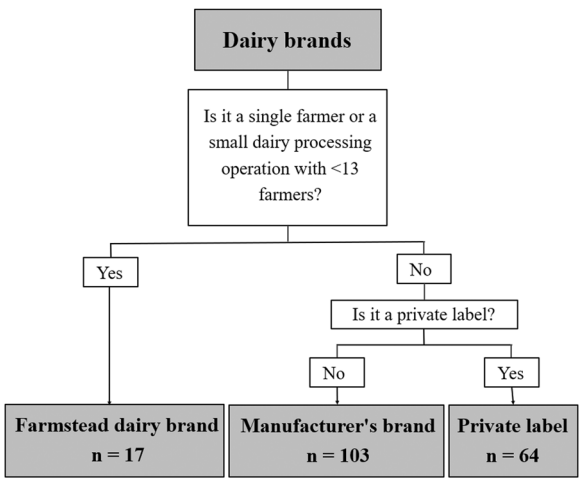 Dairy brands
Is it a single farmer or a
small dairy processing
operation with <13
farmers?
Yes
No
Is it a private label?
No
Yes
Farmstead dairy brand
n = 17
Manufacturer's brand
n = 103
Private label
n = 64